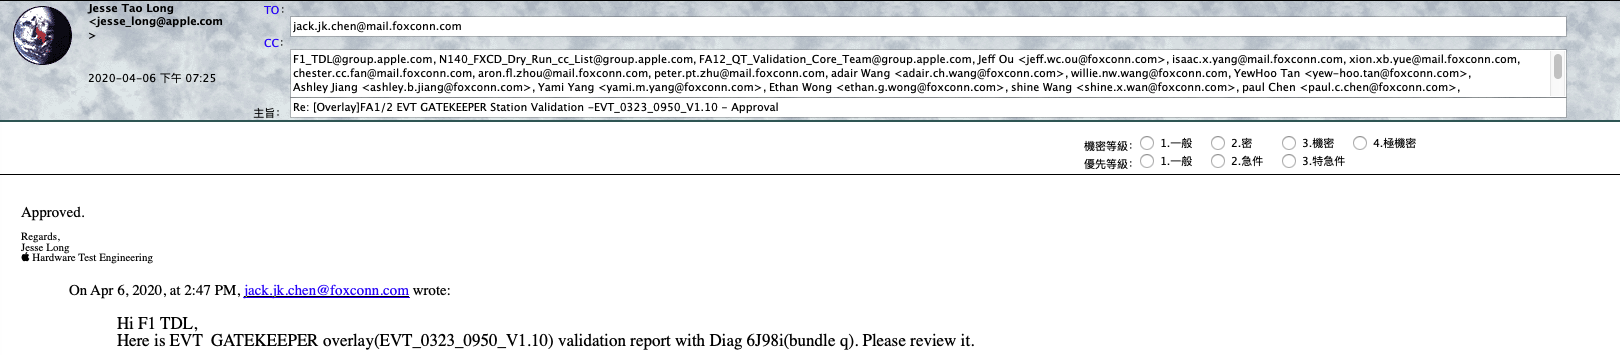 Jesse Tao Long
<jesse_long@apple.com
>
2020-04-06 下午 07:25
TO:
jack.jk.chen@mail.foxconn.com
CC:
F1_TDL@group.apple.com, N140_FXCD_Dry_Run_cc_List@group.apple.com, FA12_QT_Validation_Core_Team@group.apple.com, Jeff Ou <jeff.wc.ou@foxconn.com>, isaac.x.yang@mail.foxconn.com, xion.xb.yue@mail.foxconn.com,
chester.cc.fan@mail.foxconn.com, aron.fl.zhou@mail.foxconn.com, peter.pt.zhu@mail.foxconn.com, adair Wang <adair.ch.wang@foxconn.com>, willie.nw.wang@foxconn.com, YewHoo Tan <yew-hoo.tan@foxconn.com>,
Ashley Jiang <ashley.b.jiang@foxconn.com>, Yami Yang <yami.m.yang@foxconn.com>, Ethan Wong <ethan.g.wong@foxconn.com>, shine Wang <shine.x.wan@foxconn.com>, paul Chen <paul.c.chen@foxconn.com>,
主旨:
Re: [Overlay]FA1/2 EVT GATEKEEPER Station Validation -EVT_0323_0950_V1.10 - Approval
機密等級: 1.一般 2.密 3.機密 4.極機密
優先等級: 1.一般 2.急件 3.特急件
Approved.
Regards,
Jesse Long
Hardware Test Engineering
On Apr 6, 2020, at 2:47 PM, jack.jk.chen@foxconn.com wrote:
Hi F1 TDL,
Here is EVT GATEKEEPER overlay(EVT_0323_0950_V1.10) validation report with Diag 6J98i(bundle q). Please review it.